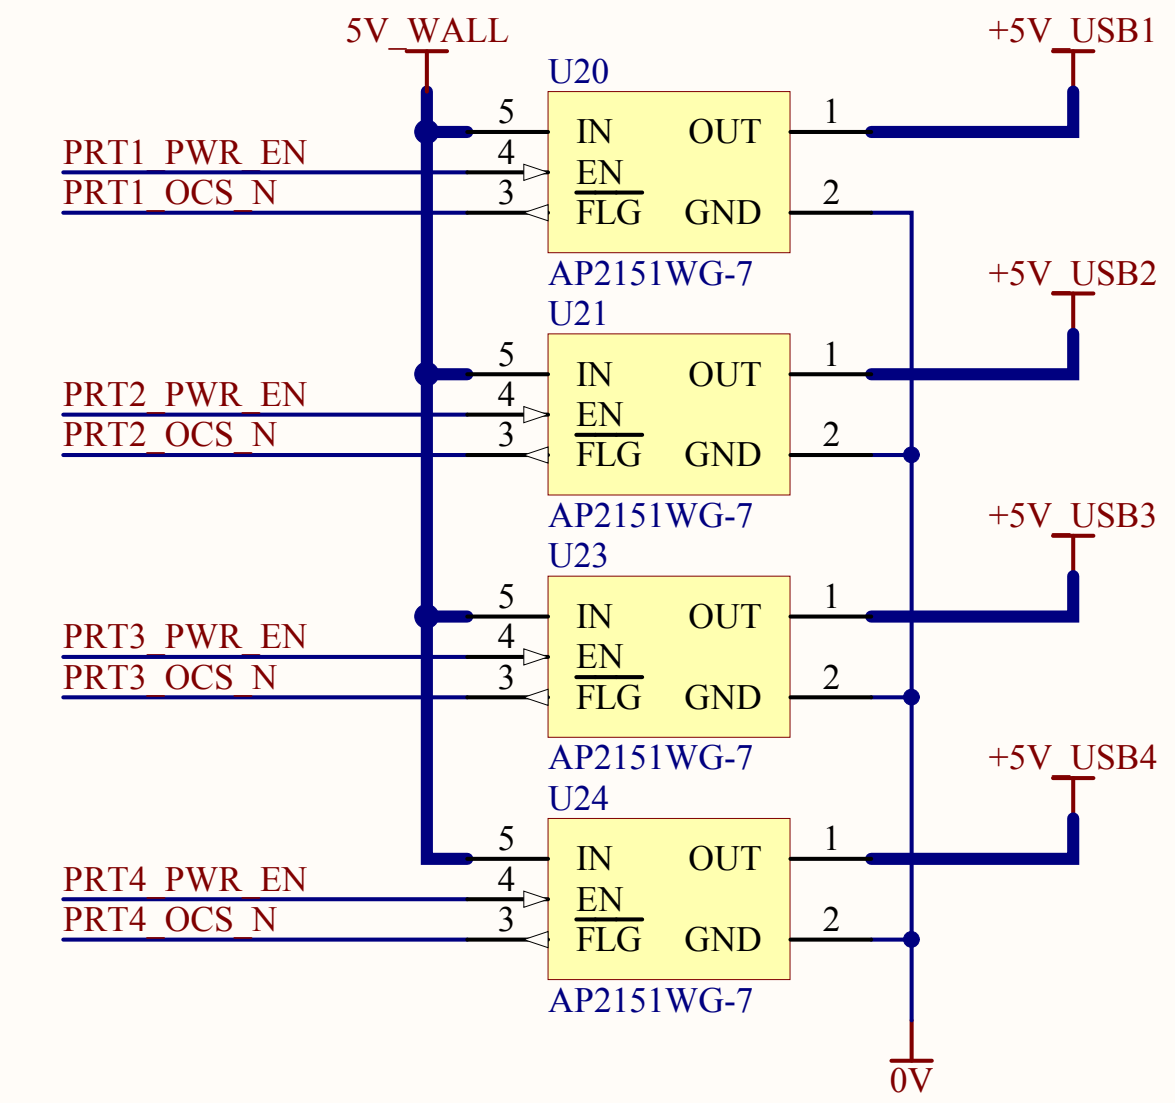 5V_WALL
+5V_USB1
U20
5 IN OUT 1
PRT1_PWR_EN 4 EN
PRT1_OCS_N 3 FLG GND 2
AP2151WG-7
+5V_USB2
U21
5 IN OUT 1
PRT2_PWR_EN 4 EN
PRT2_OCS_N 3 FLG GND 2
AP2151WG-7
+5V_USB3
U23
5 IN OUT 1
PRT3_PWR_EN 4 EN
PRT3_OCS_N 3 FLG GND 2
AP2151WG-7
+5V_USB4
U24
5 IN OUT 1
PRT4_PWR_EN 4 EN
PRT4_OCS_N 3 FLG GND 2
AP2151WG-7
0V